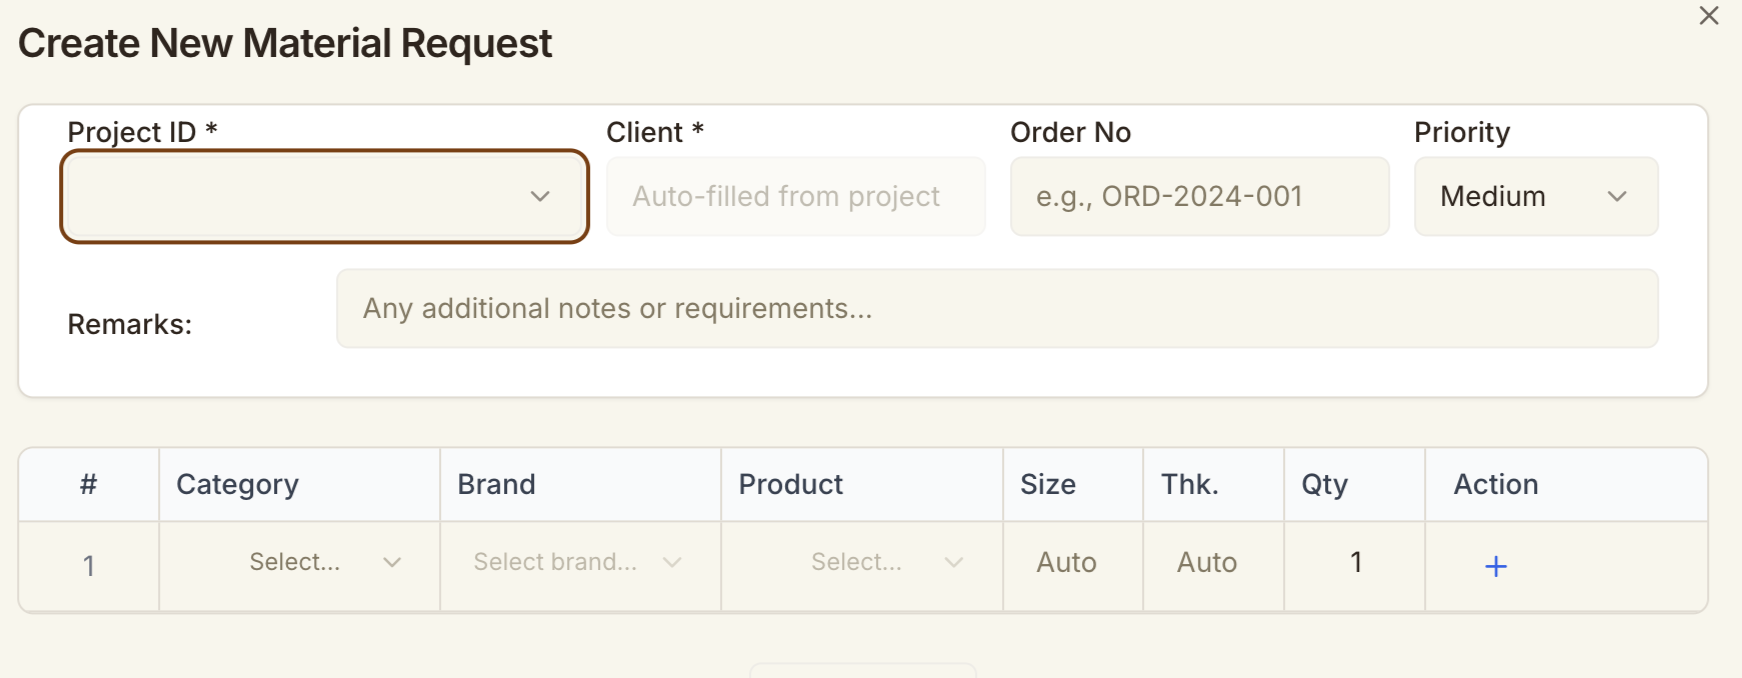 Create New Material Request
Project ID * Client * Order No Priority
Auto-filled from project e.g., ORD-2024-001 Medium
Remarks: Any additional notes or requirements...
# Category Brand Product Size Thk. Qty Action
1 Select... Select brand... Select... Auto Auto 1 +